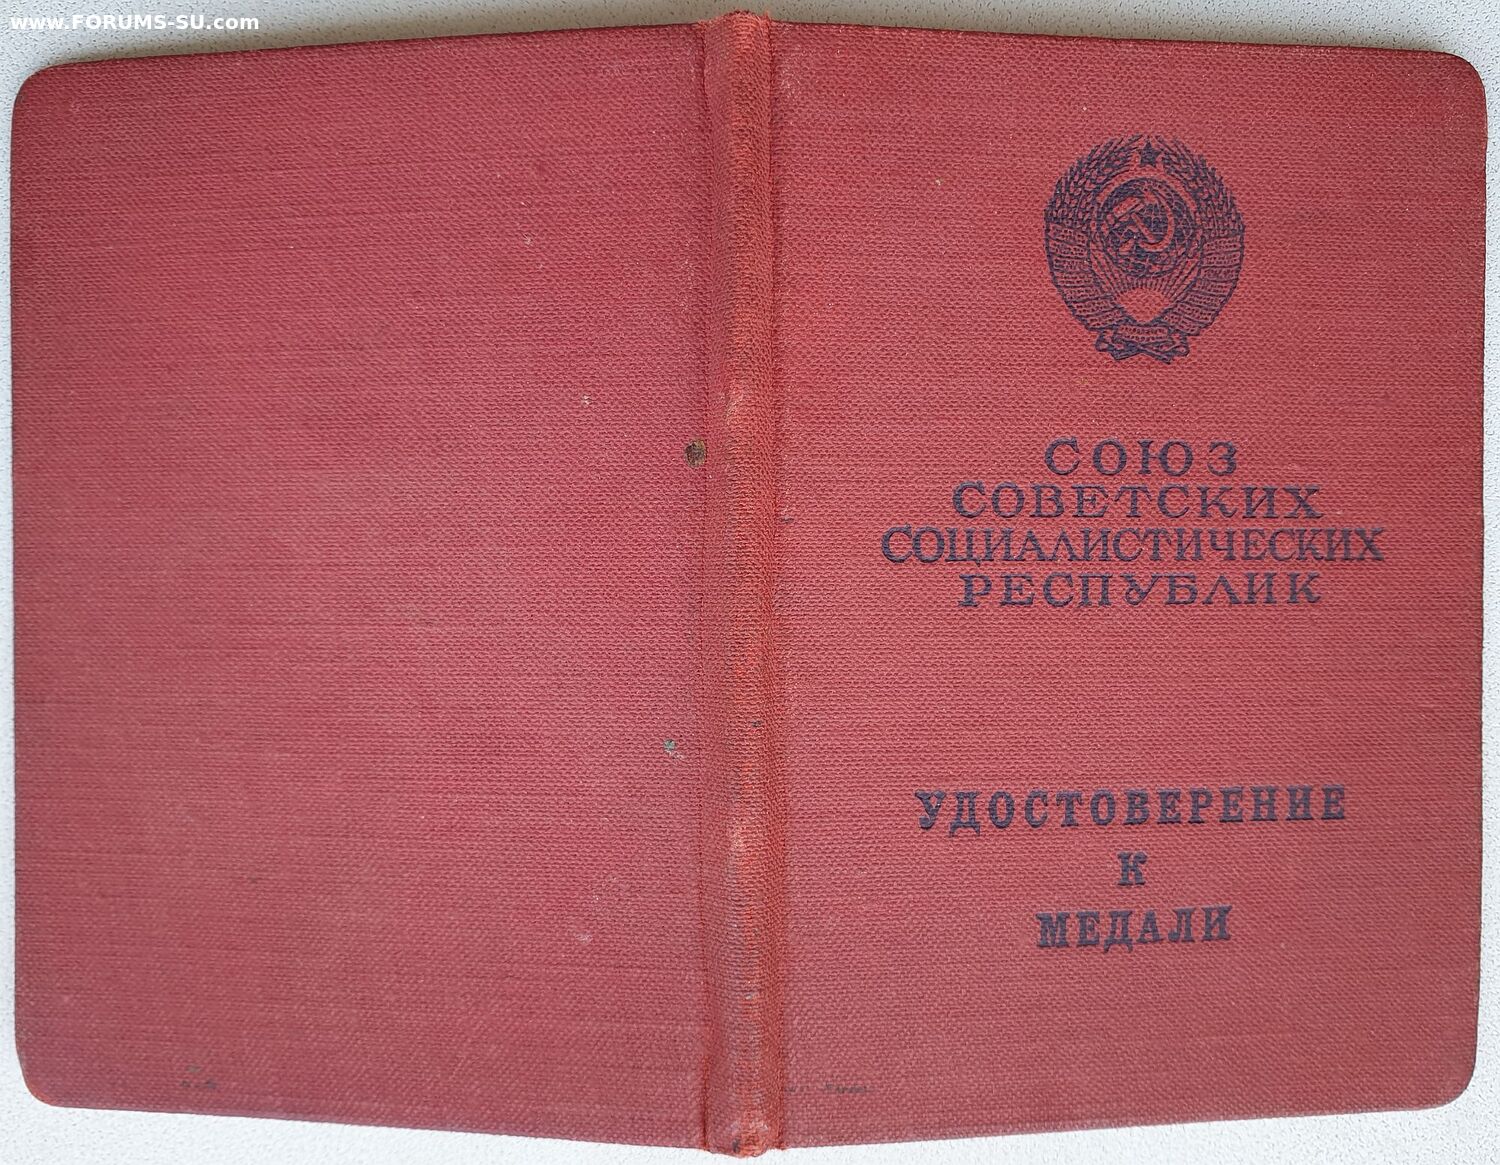 www.FORUMS-SU.com
СОЮЗ
СОВЕТСКИХ
СОЦИАЛИСТИЧЕСКИХ
РЕСПУБЛИК
УДОСТОВЕРЕНИЕ
К
МЕДАЛИ